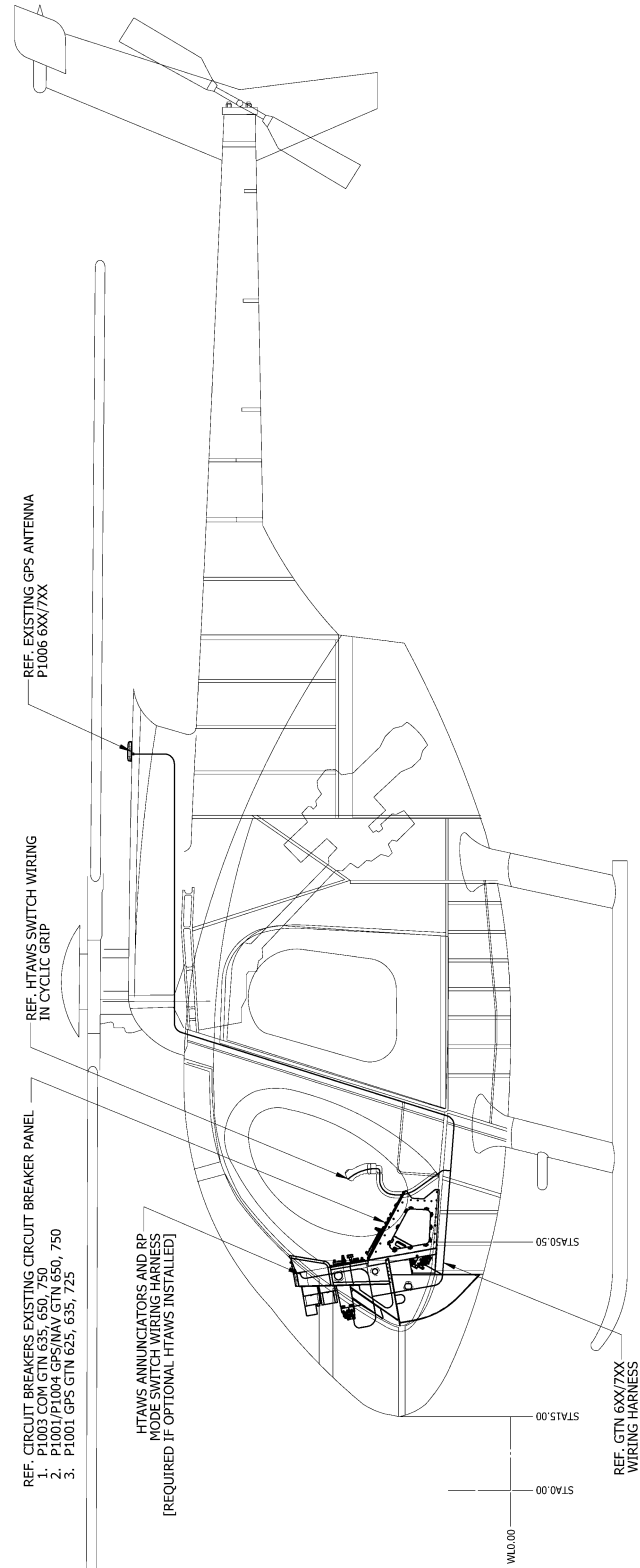 REF. CIRCUIT BREAKERS EXISTING CIRCUIT BREAKER PANEL
1. P1003 COM GTN 635, 650, 750
2. P1001/P1004 GPS/NAV GTN 650, 750
3. P1001 GPS GTN 625, 635, 725
REF. HTAWS SWITCH WIRING
IN CYCLIC GRIP
REF. EXISTING GPS ANTENNA
P1006 6XX/7XX
HTAWS ANNUNCIATORS AND RP
MODE SWITCH WIRING HARNESS
[REQUIRED IF OPTIONAL HTAWS INSTALLED]
STA50.50
STA15.00
STA0.00
WL0.00
REF. GTN 6XX/7XX
WIRING HARNESS